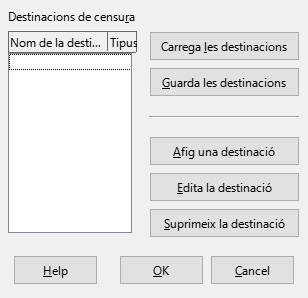 Destinacions de censura
Nom de la desti... Tipus
Carrega les destinacions
Guarda les destinacions
Afig una destinació
Edita la destinació
Suprimeix la destinació
Help OK Cancel